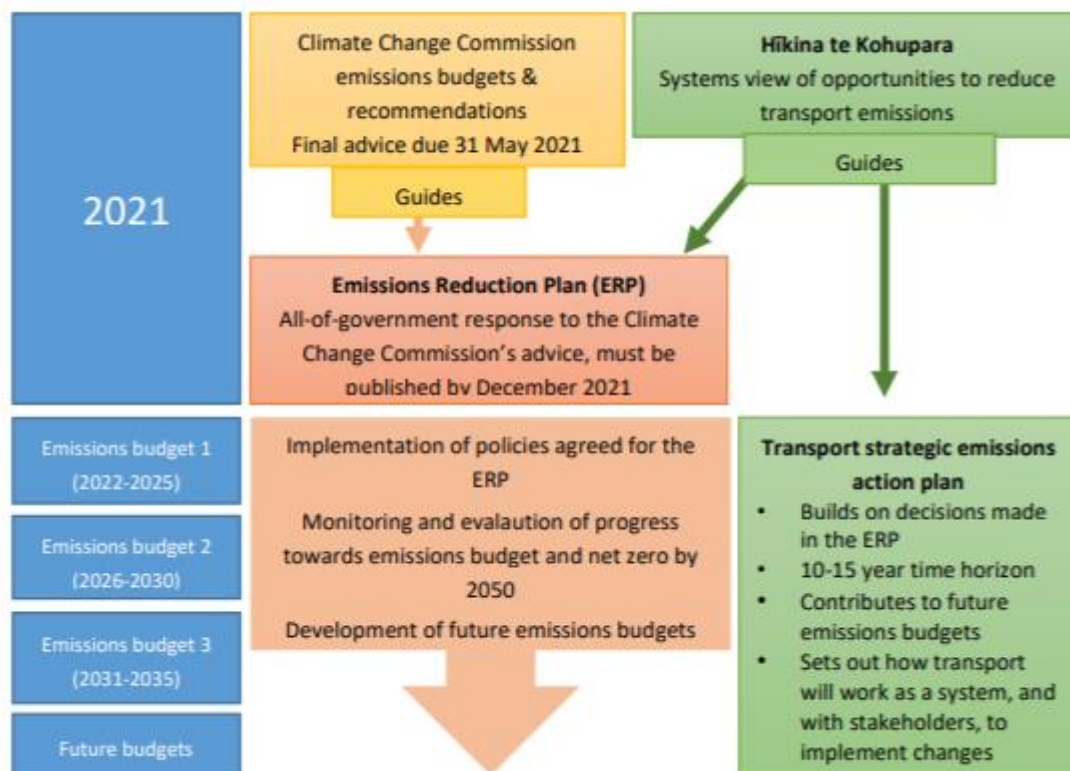 2021
Climate Change Commission
emissions budgets &
recommendations
Final advice due 31 May 2021
Guides
Hīkina te Kohupara
Systems view of opportunities to reduce
transport emissions
Guides
Emissions Reduction Plan (ERP)
All-of-government response to the Climate
Change Commission's advice, must be
published by December 2021
Emissions budget 1
(2022-2025)
Emissions budget 2
(2026-2030)
Emissions budget 3
(2031-2035)
Future budgets
Implementation of policies agreed for the
ERP
Monitoring and evalaution of progress
towards emissions budget and net zero by
2050
Development of future emissions budgets
Transport strategic emissions
action plan
• Builds on decisions made
in the ERP
• 10-15 year time horizon
• Contributes to future
emissions budgets
• Sets out how transport
will work as a system, and
with stakeholders, to
implement changes